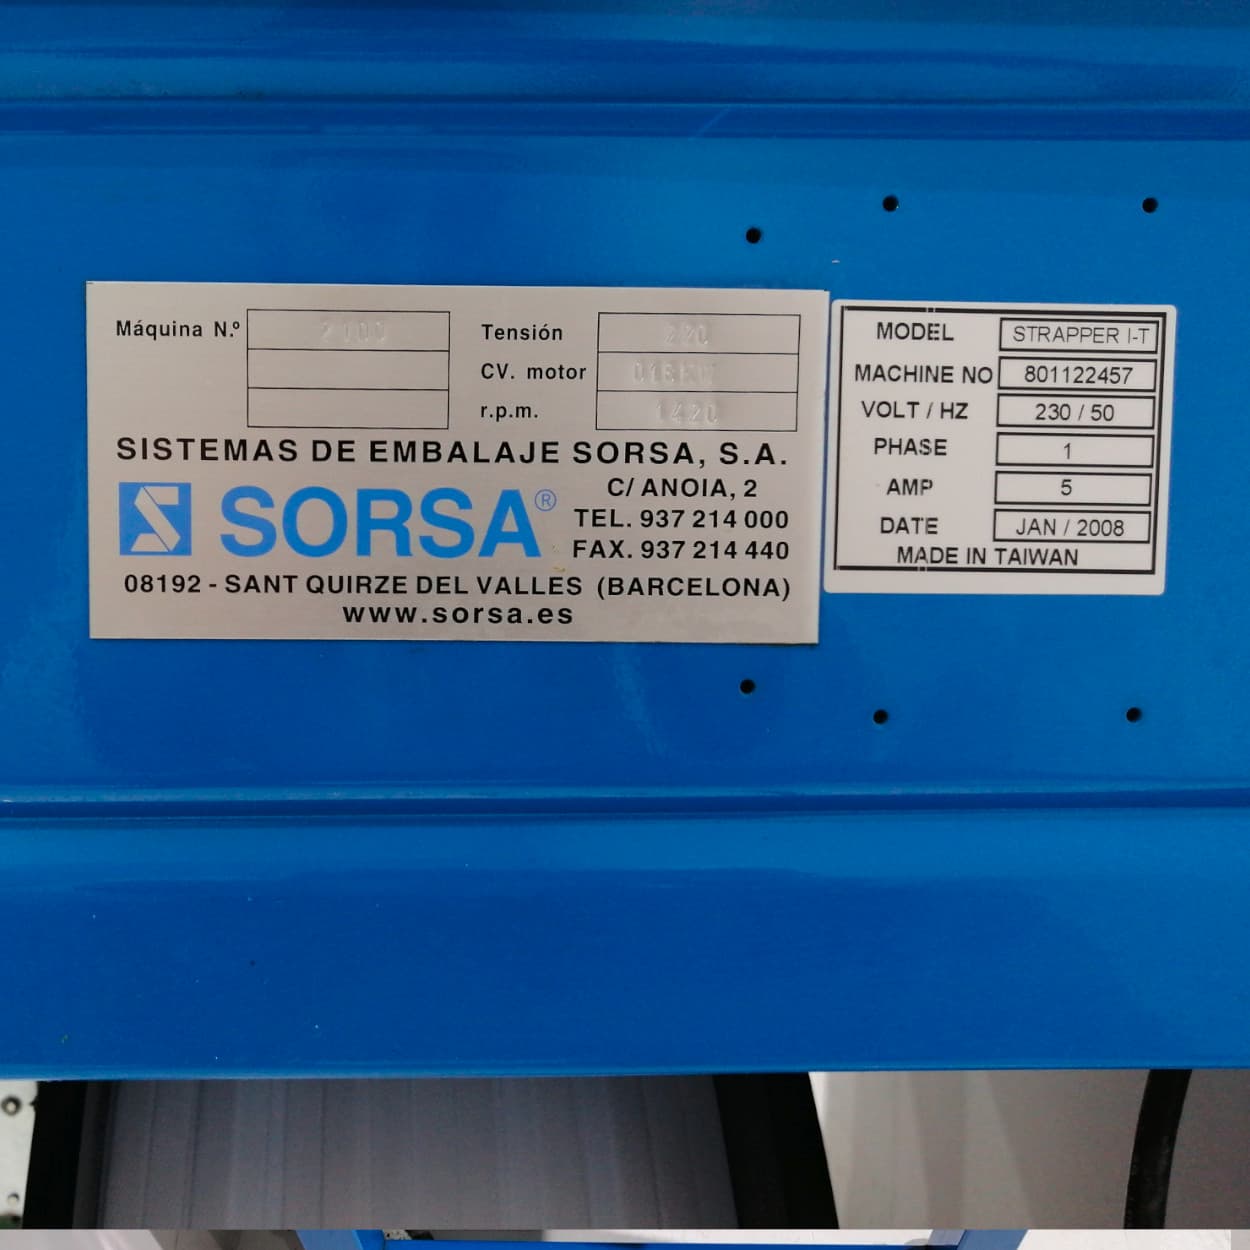 Máquina N.º 2100
Tensión 220
CV. motor
r.p.m. 1420
SISTEMAS DE EMBALAJE SORSA, S.A.
SORSA®
C/ ANOIA, 2
TEL. 937 214 000
FAX. 937 214 440
08192 - SANT QUIRZE DEL VALLES (BARCELONA)
www.sorsa.es
MODEL STRAPPER I-T
MACHINE NO 801122457
VOLT / HZ 230 / 50
PHASE 1
AMP 5
DATE JAN / 2008
MADE IN TAIWAN